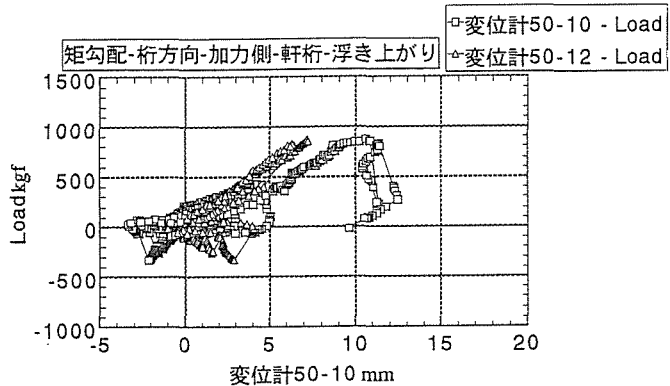 変位計50-10 - Load
変位計50-12 - Load
矩勾配-桁方向-加力側-軒桁-浮き上がり
1500
1000
500
0
-500
-1000
Load kgf
-5 0 5 10 15 20
変位計50-10 mm